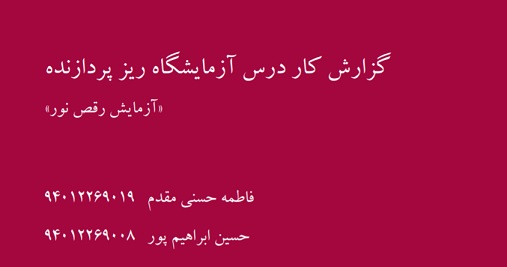 گزارش کار درس آزمایشگاه ریز پردازنده
«آزمایش رقص نور»
فاطمه حسنی مقدم ۹۴۰۱۲۲۶۹۰۱۹
حسین ابراهیم پور ۹۴۰۱۲۲۶۹۰۰۸